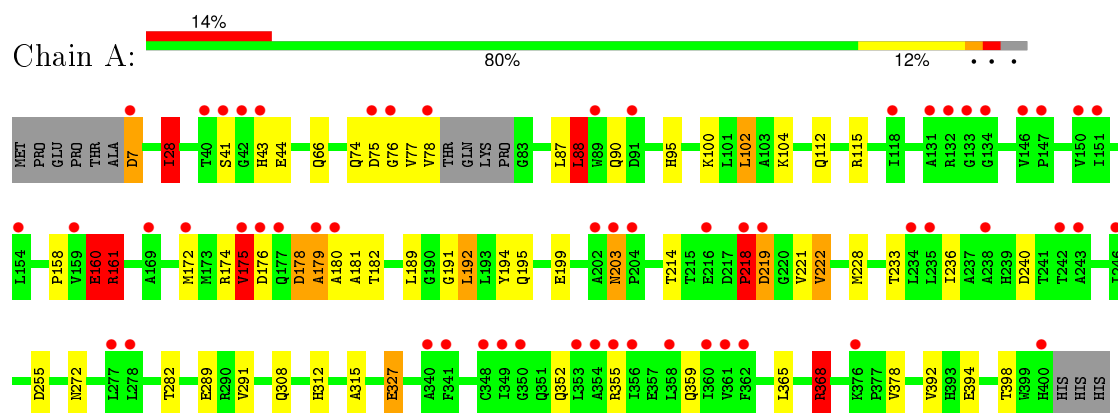 14%
Chain A:
80% 12% • • •
MET PRO GLU PRO THR ALA D7 I28 T40 S41 G42 H43 E44 Q66 Q74 D75 G76 V77 V78 THR GLN LYS PRO G83 L87 L88 W89 Q90 D91 H95 K100 L101 L102 A103 K104 Q112 R115 I118 A131 R132 G133 G134 V146 P147 V150 I151
L154 P158 V159 E160 R161 A169 M172 M173 R174 V175 D176 Q177 D178 A179 A180 A181 T182 L189 G190 G191 L192 L193 Y194 Q195 E199 A202 N203 P204 T214 T215 E216 D217 P218 D219 G220 V221 V222 M228 T233 L234 L235 I236 A237 A238 H239 D240 T241 T242 A243 I246
D255 N272 L277 L278 T282 E289 R290 V291 Q308 H312 A315 E327 A340 F341 C348 I349 G350 Q351 Q352 L353 A354 R355 I356 E357 L358 Q359 I360 V361 F362 L365 R368 K376 P377 V378 V392 H393 E394 T398 W399 H400 HIS HIS HIS